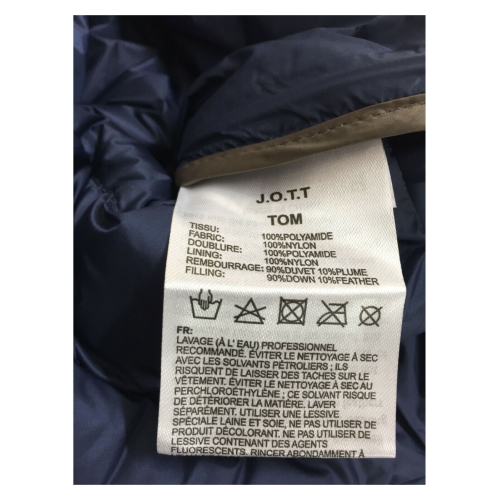 J.O.T.T
TOM
TISSU: 100%POLYAMIDE
FABRIC: 100%NYLON
DOUBLURE: 100%POLYAMIDE
LINING: 100%NYLON
REMBOURRAGE: 90%DUVET 10%PLUME
FILLING: 90%DOWN 10%FEATHER
FR:
LAVAGE (À L' EAU) PROFESSIONNEL
RECOMMANDÉ. ÉVITER LE NETTOYAGE À SEC
AVEC LES SOLVANTS PÉTROLIERS ; ILS
RISQUENT DE LAISSER DES TACHES SUR LE
VÊTEMENT. ÉVITER LE NETTOYAGE À SEC AU
PERCHLOROÉTHYLÈNE ; CE SOLVANT RISQUE
DE DÉTÉRIORER LA MATIÈRE. LAVER
SÉPARÉMENT. UTILISER UNE LESSIVE
SPÉCIALE LAINE ET SOIE, NE PAS UTILISER UN
PRODUIT DÉCOLORANT. NE PAS UTILISER DE
LESSIVE CONTENANT DES AGENTS
FLUORESCENTS. RINCER ABONDAMMENT.